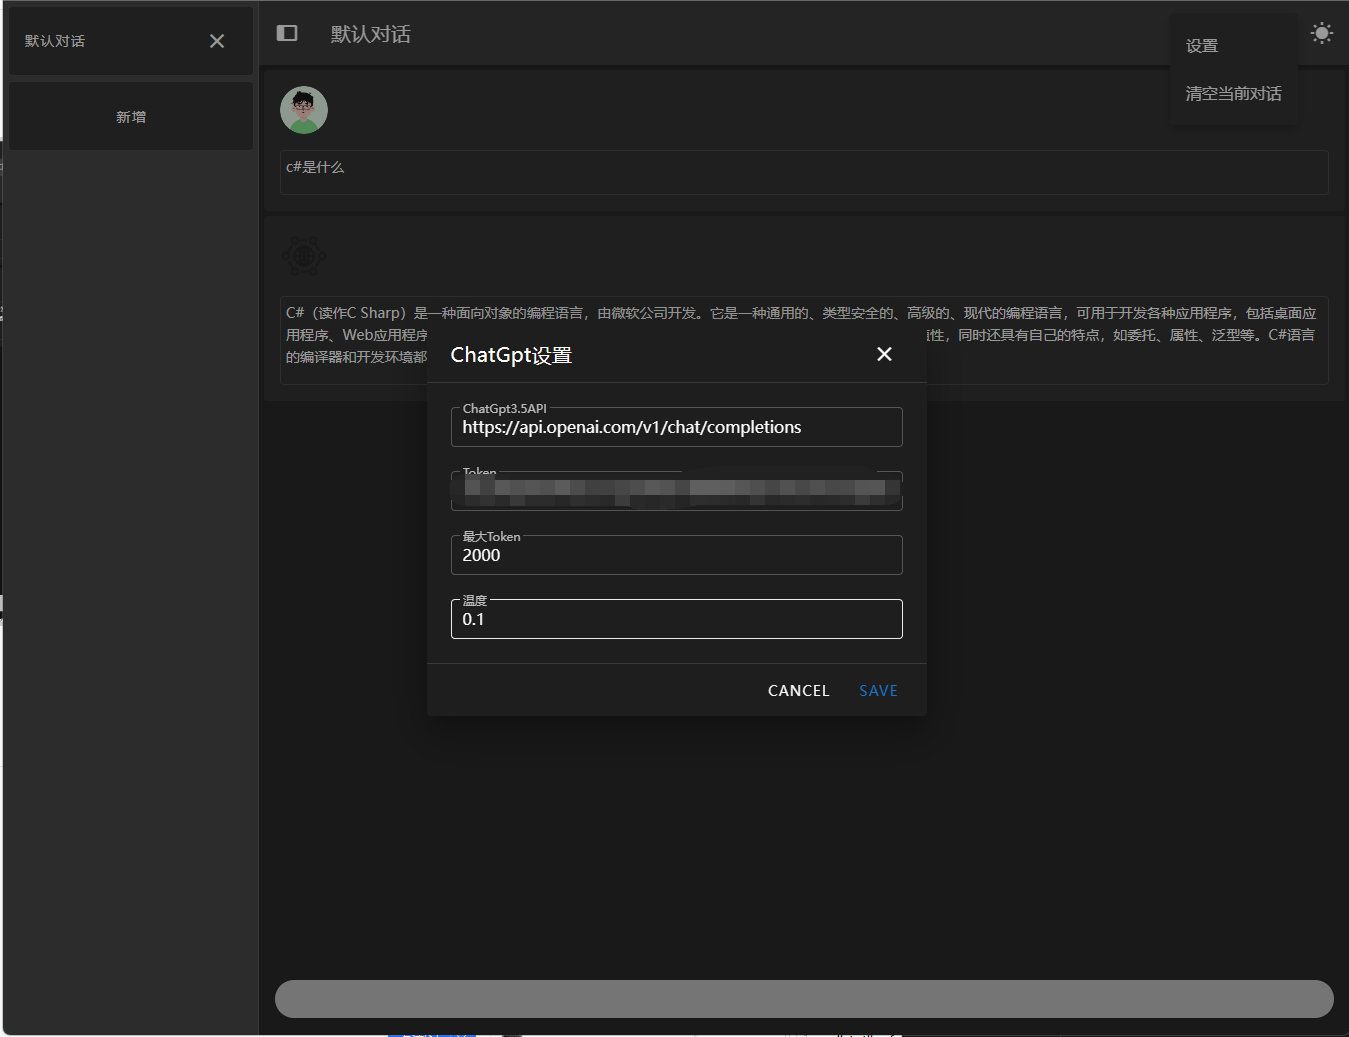 默认对话
新增
默认对话
设置
清空当前对话
c#是什么
C#（读作C Sharp）是一种面向对象的编程语言，由微软公司开发。它是一种通用的、类型安全的、高级的、现代的编程语言，可用于开发各种应用程序，包括桌面应
用程序、Web应用程序 性，同时还具有自己的特点，如委托、属性、泛型等。C#语言
的编译器和开发环境都
ChatGpt设置
ChatGpt3.5API
https://api.openai.com/v1/chat/completions
Token
最大Token
2000
温度
0.1
CANCEL SAVE